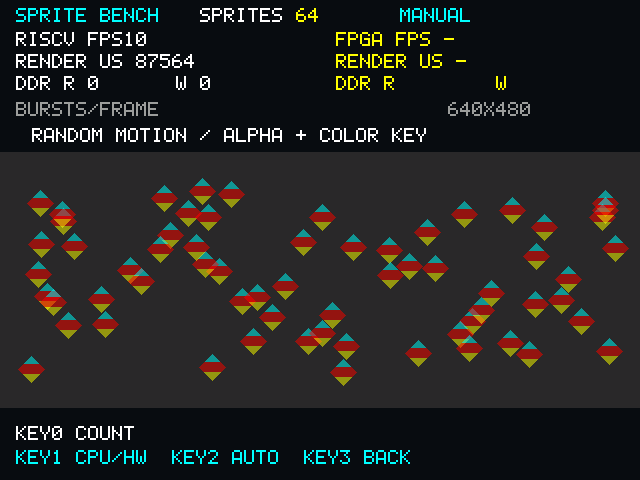 SPRITE BENCH SPRITES 64 MANUAL
RISCV FPS10 FPGA FPS -
RENDER US 87564 RENDER US -
DDR R 0 W 0 DDR R W
BURSTS/FRAME 640X480
RANDOM MOTION / ALPHA + COLOR KEY
KEY0 COUNT
KEY1 CPU/HW KEY2 AUTO KEY3 BACK